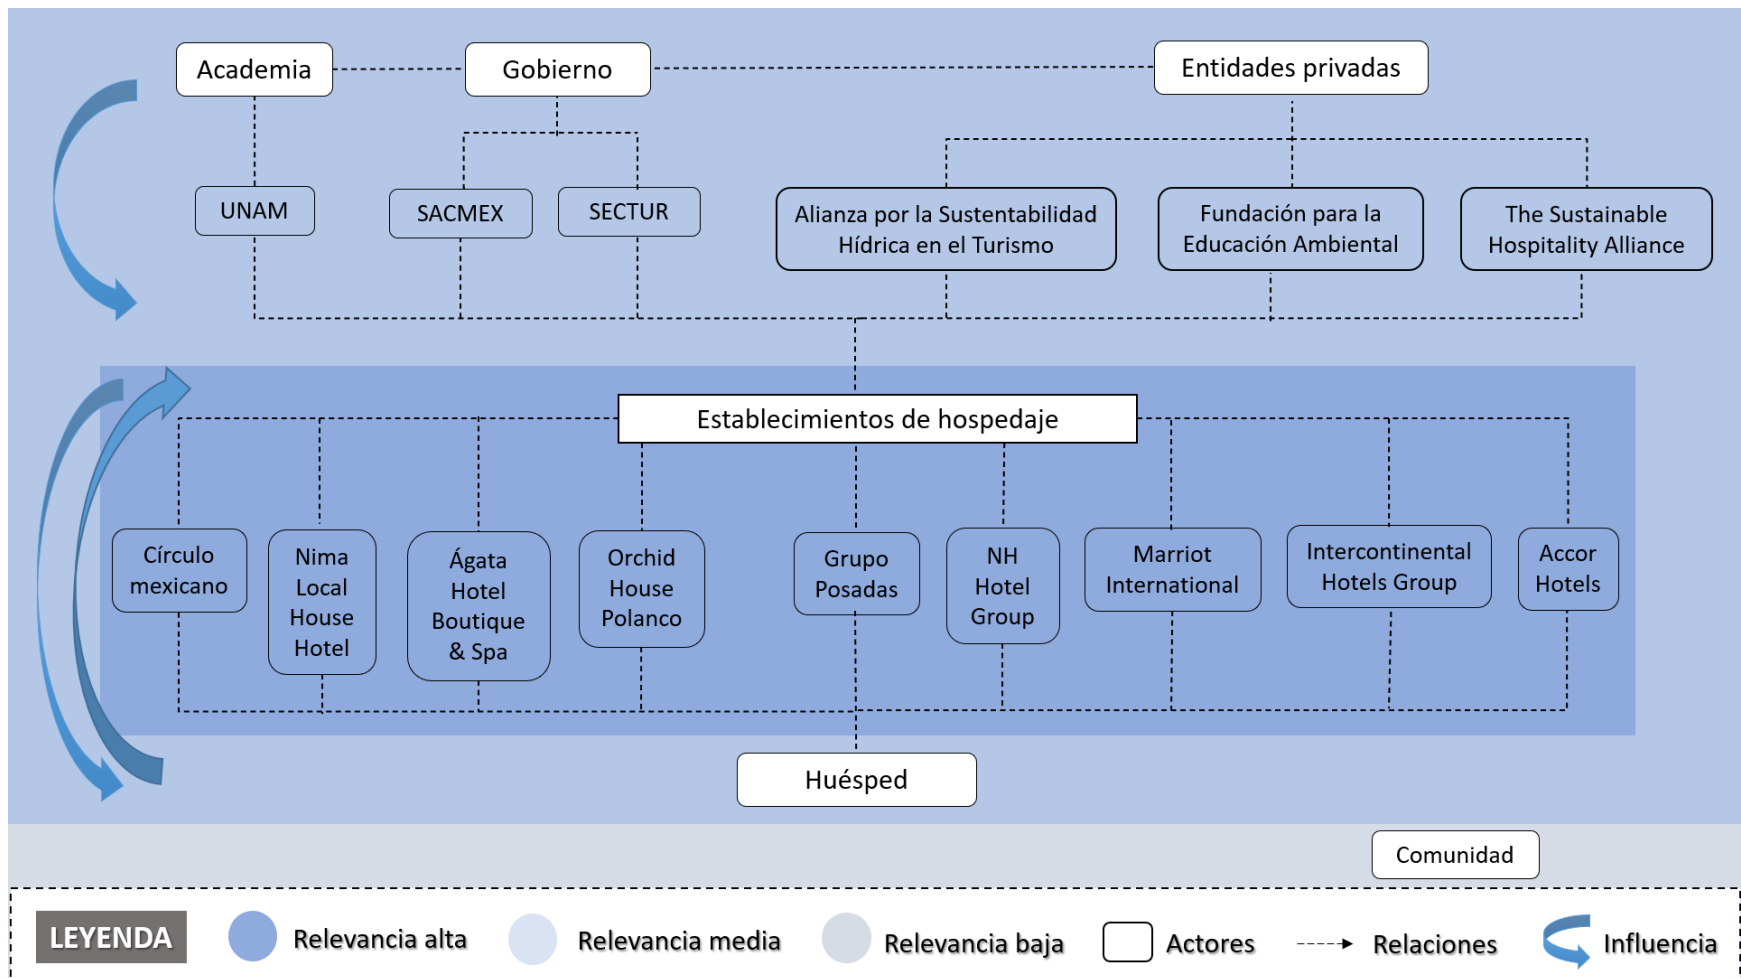 Academia
Gobierno
Entidades privadas
UNAM
SACMEX
SECTUR
Alianza por la Sustentabilidad
Hídrica en el Turismo
Fundación para la
Educación Ambiental
The Sustainable
Hospitality Alliance
Establecimientos de hospedaje
Círculo
mexicano
Nima
Local
House
Hotel
Ágata
Hotel
Boutique
& Spa
Orchid
House
Polanco
Grupo
Posadas
NH
Hotel
Group
Marriot
International
Intercontinental
Hotels Group
Accor
Hotels
Huésped
Comunidad
LEYENDA
Relevancia alta
Relevancia media
Relevancia baja
Actores
Relaciones
Influencia